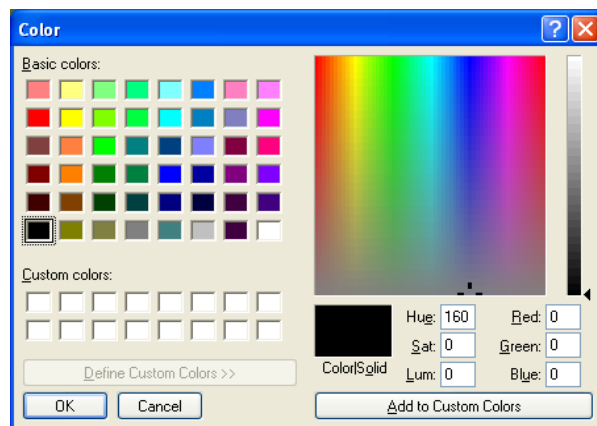 Color
?
Basic colors:
Custom colors:
Define Custom Colors >>
OK Cancel
Color|Solid
Hue: 160 Red: 0
Sat: 0 Green: 0
Lum: 0 Blue: 0
Add to Custom Colors